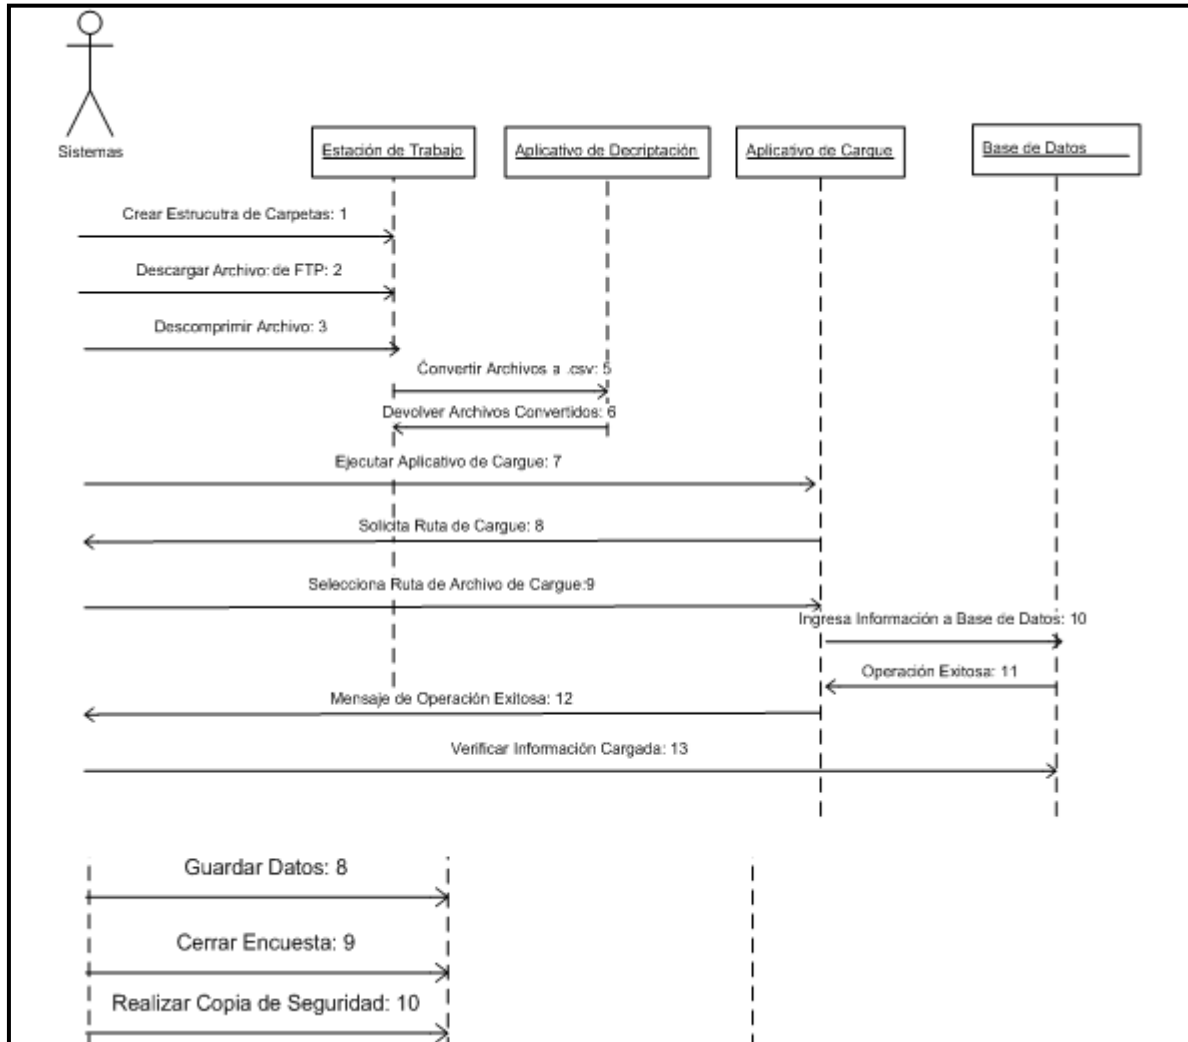 Sistemas
Estación de Trabajo
Aplicativo de Decriptación
Aplicativo de Cargue
Base de Datos
Crear Estrucutra de Carpetas: 1
Descargar Archivo: de FTP: 2
Descomprimir Archivo: 3
Convertir Archivos a .csv: 5
Devolver Archivos Convertidos: 6
Ejecutar Aplicativo de Cargue: 7
Solicita Ruta de Cargue: 8
Selecciona Ruta de Archivo de Cargue:9
Ingresa Información a Base de Datos: 10
Operación Exitosa: 11
Mensaje de Operación Exitosa: 12
Verificar Información Cargada: 13
Guardar Datos: 8
Cerrar Encuesta: 9
Realizar Copia de Seguridad: 10